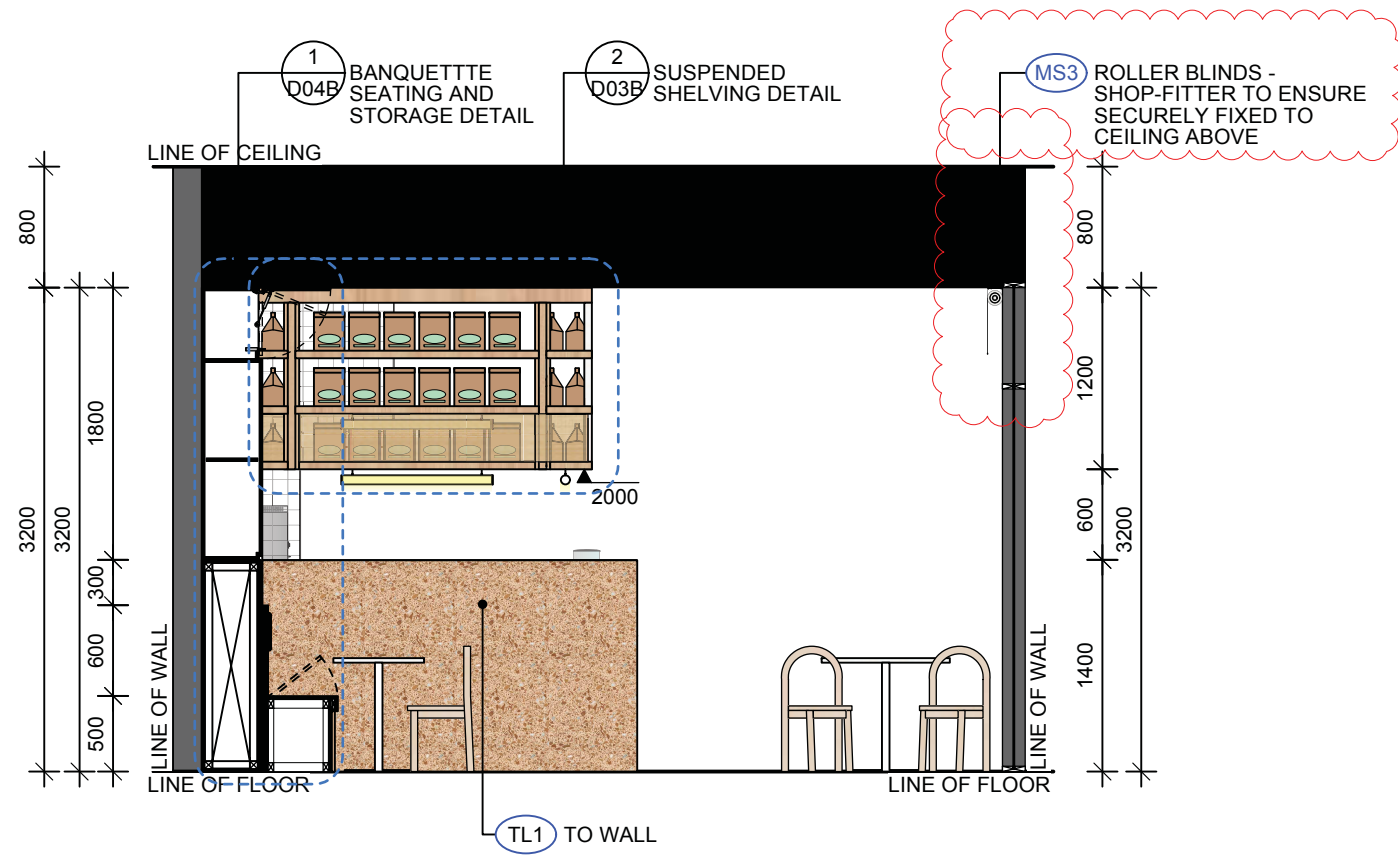 1
D04B
BANQUETTTE
SEATING AND
STORAGE DETAIL
2
D03B
SUSPENDED
SHELVING DETAIL
MS3
ROLLER BLINDS -
SHOP-FITTER TO ENSURE
SECURELY FIXED TO
CEILING ABOVE
LINE OF CEILING
800
3200
3200
1800
300
600
500
2000
800
1200
600
1400
3200
LINE OF WALL
LINE OF WALL
LINE OF FLOOR
LINE OF FLOOR
TL1 TO WALL